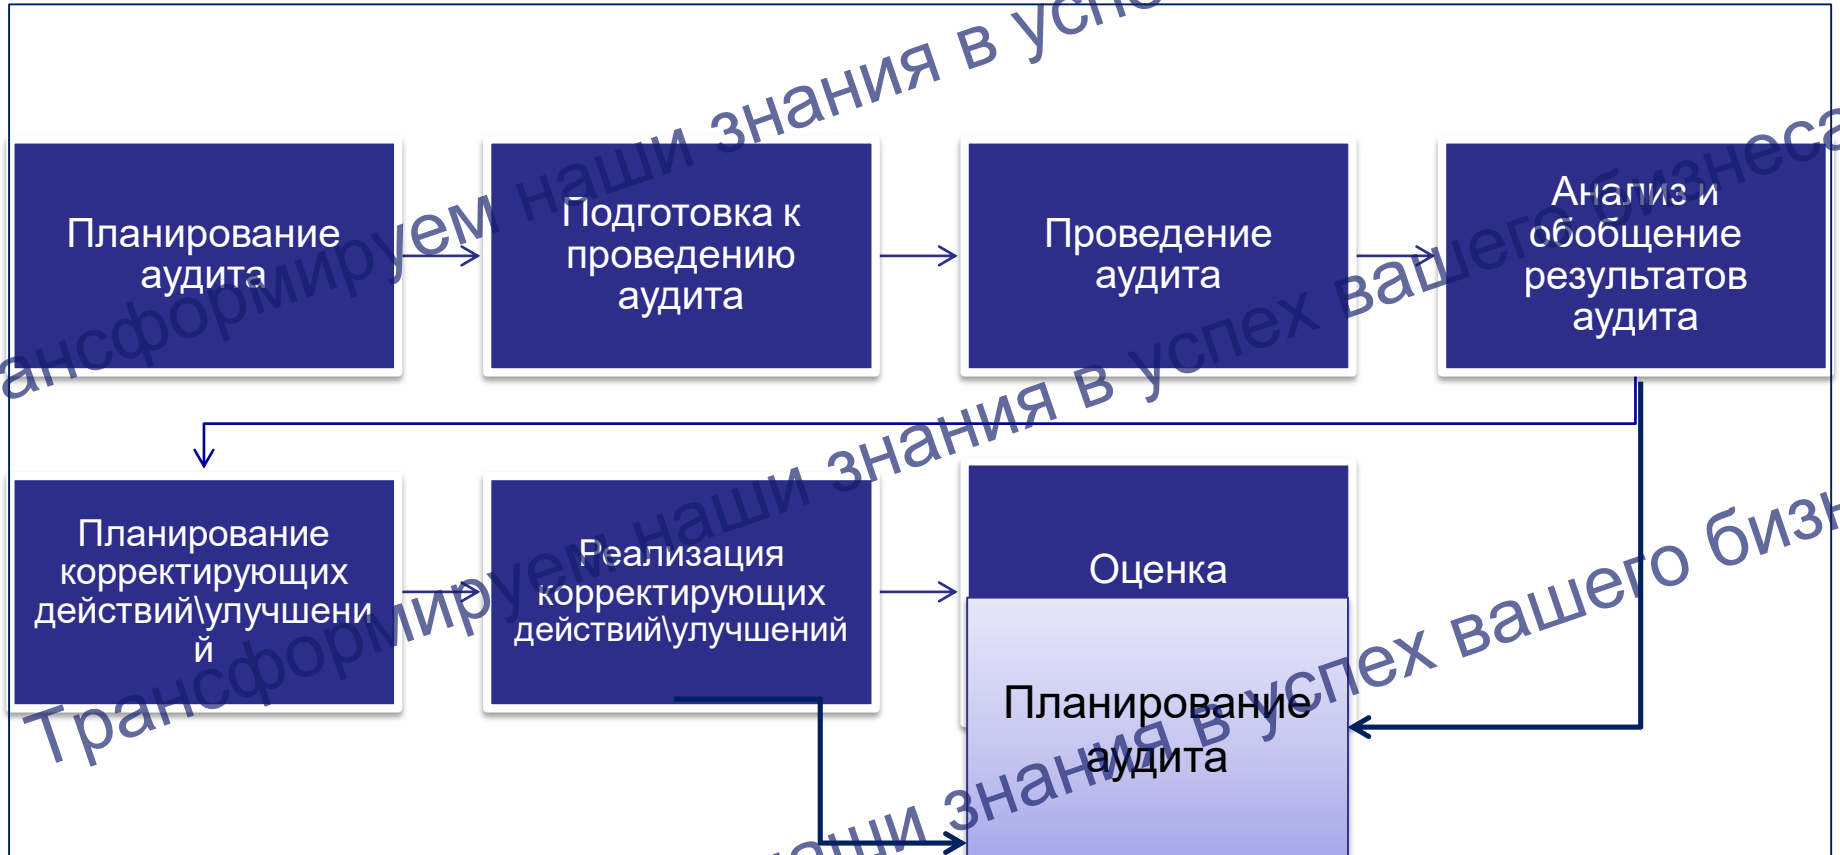 Планирование
аудита
Подготовка к
проведению
аудита
Проведение
аудита
Анализ и
обобщение
результатов
аудита
Планирование
корректирующих
действий\улучшени
й
Реализация
корректирующих
действий\улучшений
Оценка
Планирование
аудита
Трансформируем наши знания в успех вашего бизнеса